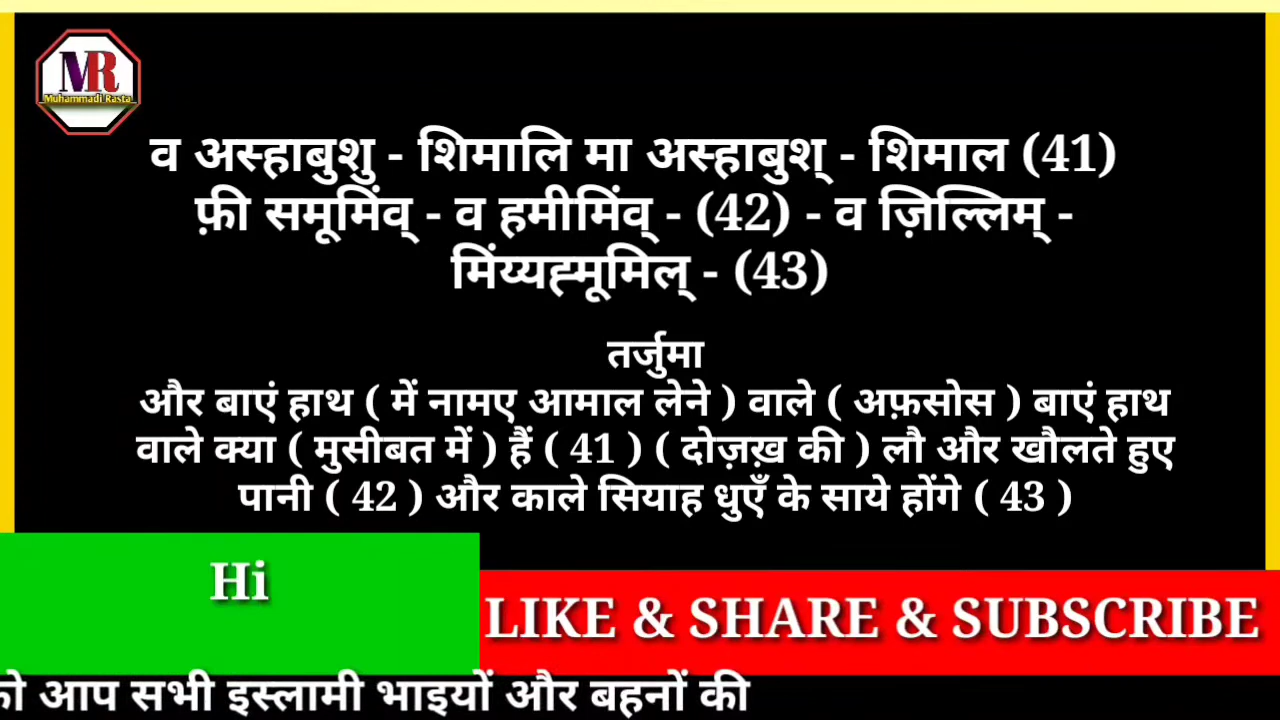 MR
Muhammadi Rasta
व अस्हाबुशु - शिमालि मा अस्हाबुश् - शिमाल (41)
फ़ी समूमिंव् - व हमीमिंव् - (42) - व ज़िल्लिम् -
मिंय्यह्मूमिल् - (43)
तर्जुमा
और बाएं हाथ ( में नामए आमाल लेने ) वाले ( अफ़सोस ) बाएं हाथ
वाले क्या ( मुसीबत में ) हैं ( 41 ) ( दोज़ख़ की ) लौ और खौलते हुए
पानी ( 42 ) और काले सियाह धुएँ के साये होंगे ( 43 )
Hi
LIKE & SHARE & SUBSCRIBE
को आप सभी इस्लामी भाइयों और बहनों की